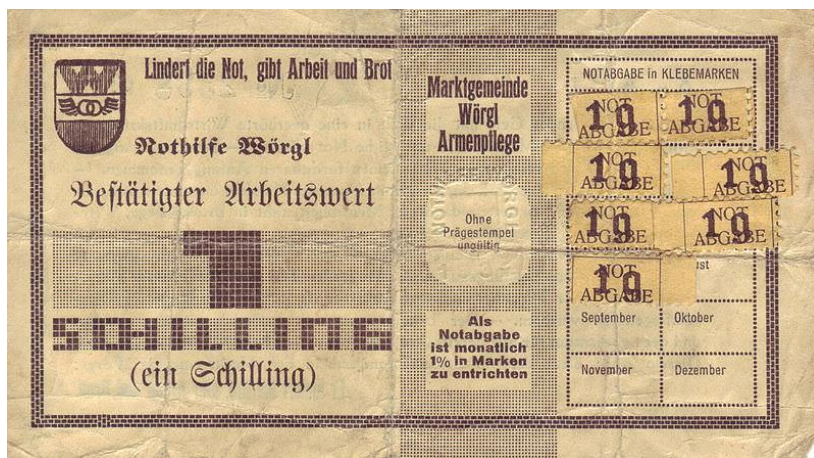 Lindert die Not, gibt Arbeit und Brot
Nothilfe Wörgl
Bestätigter Arbeitswert
1
SCHILLING
(ein Schilling)
Marktgemeinde
Wörgl
Armenpflege
Ohne
Prägestempel
ungültig
Als
Notabgabe
ist monatlich
1% in Marken
zu entrichten
NOTABGABE in KLEBEMARKEN
NOT NOT
10 10
ABGABE ABGABE
NOT NOT
10 10
ABGABE ABGABE
NOT NOT
10 10
ABGABE ABGABE
NOT
10
ABGABE
September Oktober
November Dezember